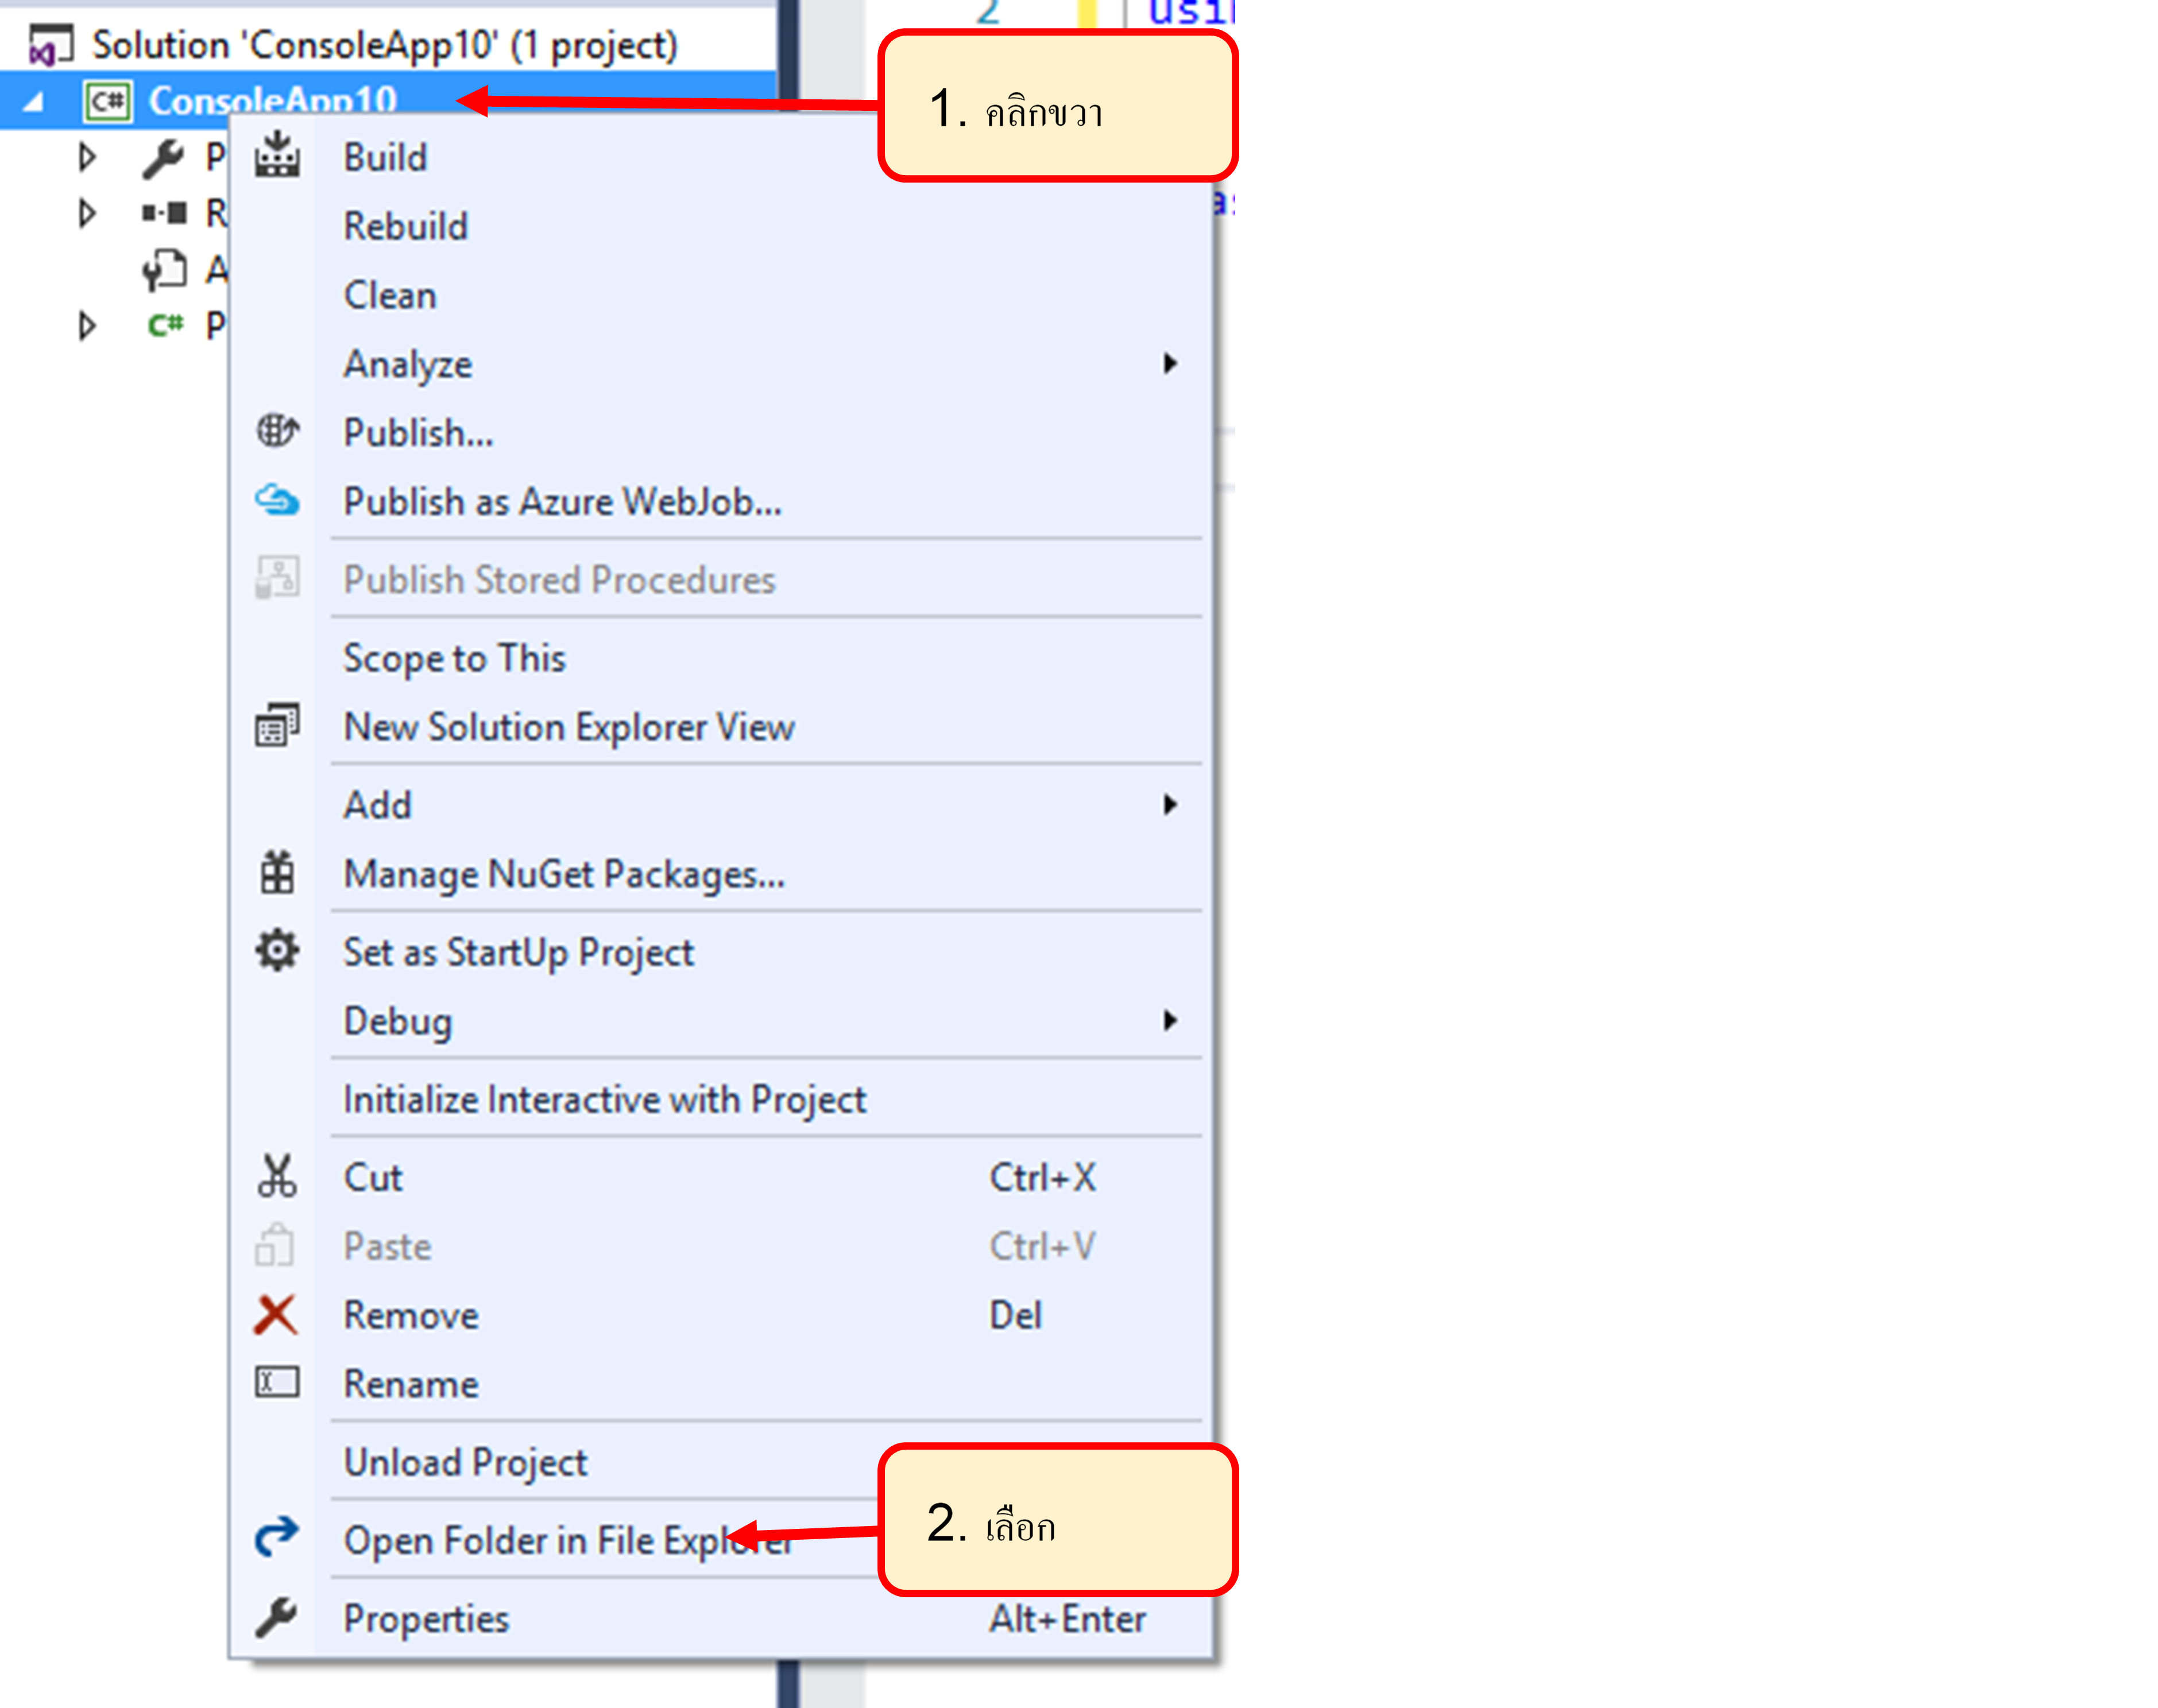 2
Solution 'ConsoleApp10' (1 project)
C# ConsoleApp10
1. คลิกขวา
P
R
A
C# P
Build
Rebuild
Clean
Analyze
Publish...
Publish as Azure WebJob...
Publish Stored Procedures
Scope to This
New Solution Explorer View
Add
Manage NuGet Packages...
Set as StartUp Project
Debug
Initialize Interactive with Project
Cut Ctrl+X
Paste Ctrl+V
Remove Del
Rename
Unload Project
2. เลือก
Open Folder in File Explorer
Properties Alt+Enter